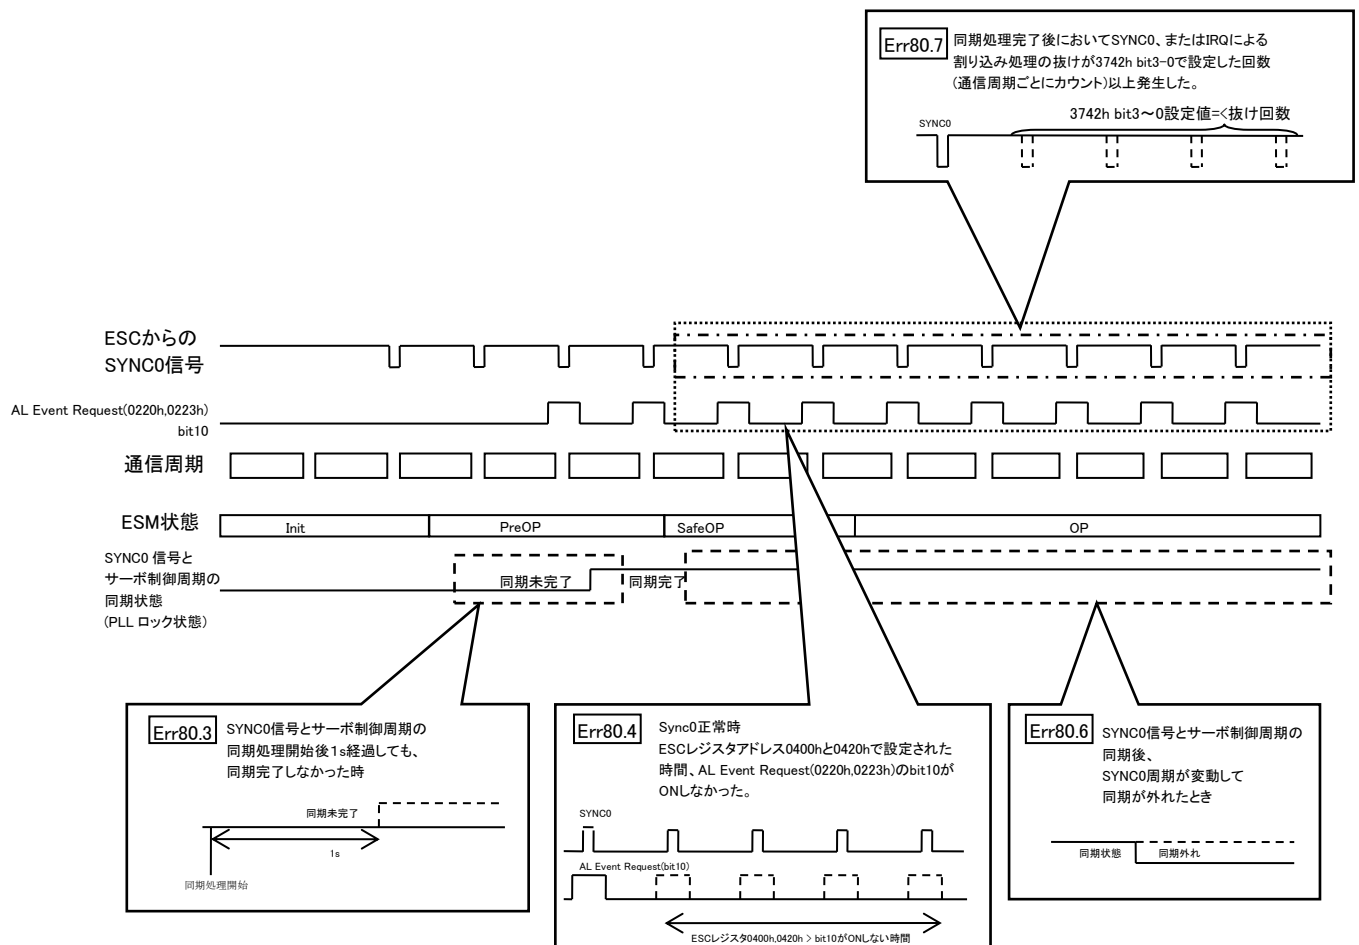 Err80.7
同期処理完了後においてSYNC0、またはIRQによる
割り込み処理の抜けが3742h bit3-0で設定した回数
(通信周期ごとにカウント)以上発生した。
3742h bit3～0設定値=<抜け回数
SYNC0
ESCからの
SYNC0信号
AL Event Request(0220h,0223h)
bit10
通信周期
ESM状態
Init
PreOP
SafeOP
OP
SYNC0 信号と
サーボ制御周期の
同期状態
(PLL ロック状態)
同期未完了
同期完了
Err80.3
SYNC0信号とサーボ制御周期の
同期処理開始後1s経過しても、
同期完了しなかった時
同期未完了
1s
同期処理開始
Err80.4
Sync0正常時
ESCレジスタアドレス0400hと0420hで設定された
時間、AL Event Request(0220h,0223h)のbit10が
ONしなかった。
SYNC0
AL Event Request(bit10)
ESCレジスタ0400h,0420h > bit10がONしない時間
Err80.6
SYNC0信号とサーボ制御周期の
同期後、
SYNC0周期が変動して
同期が外れたとき
同期状態
同期外れ